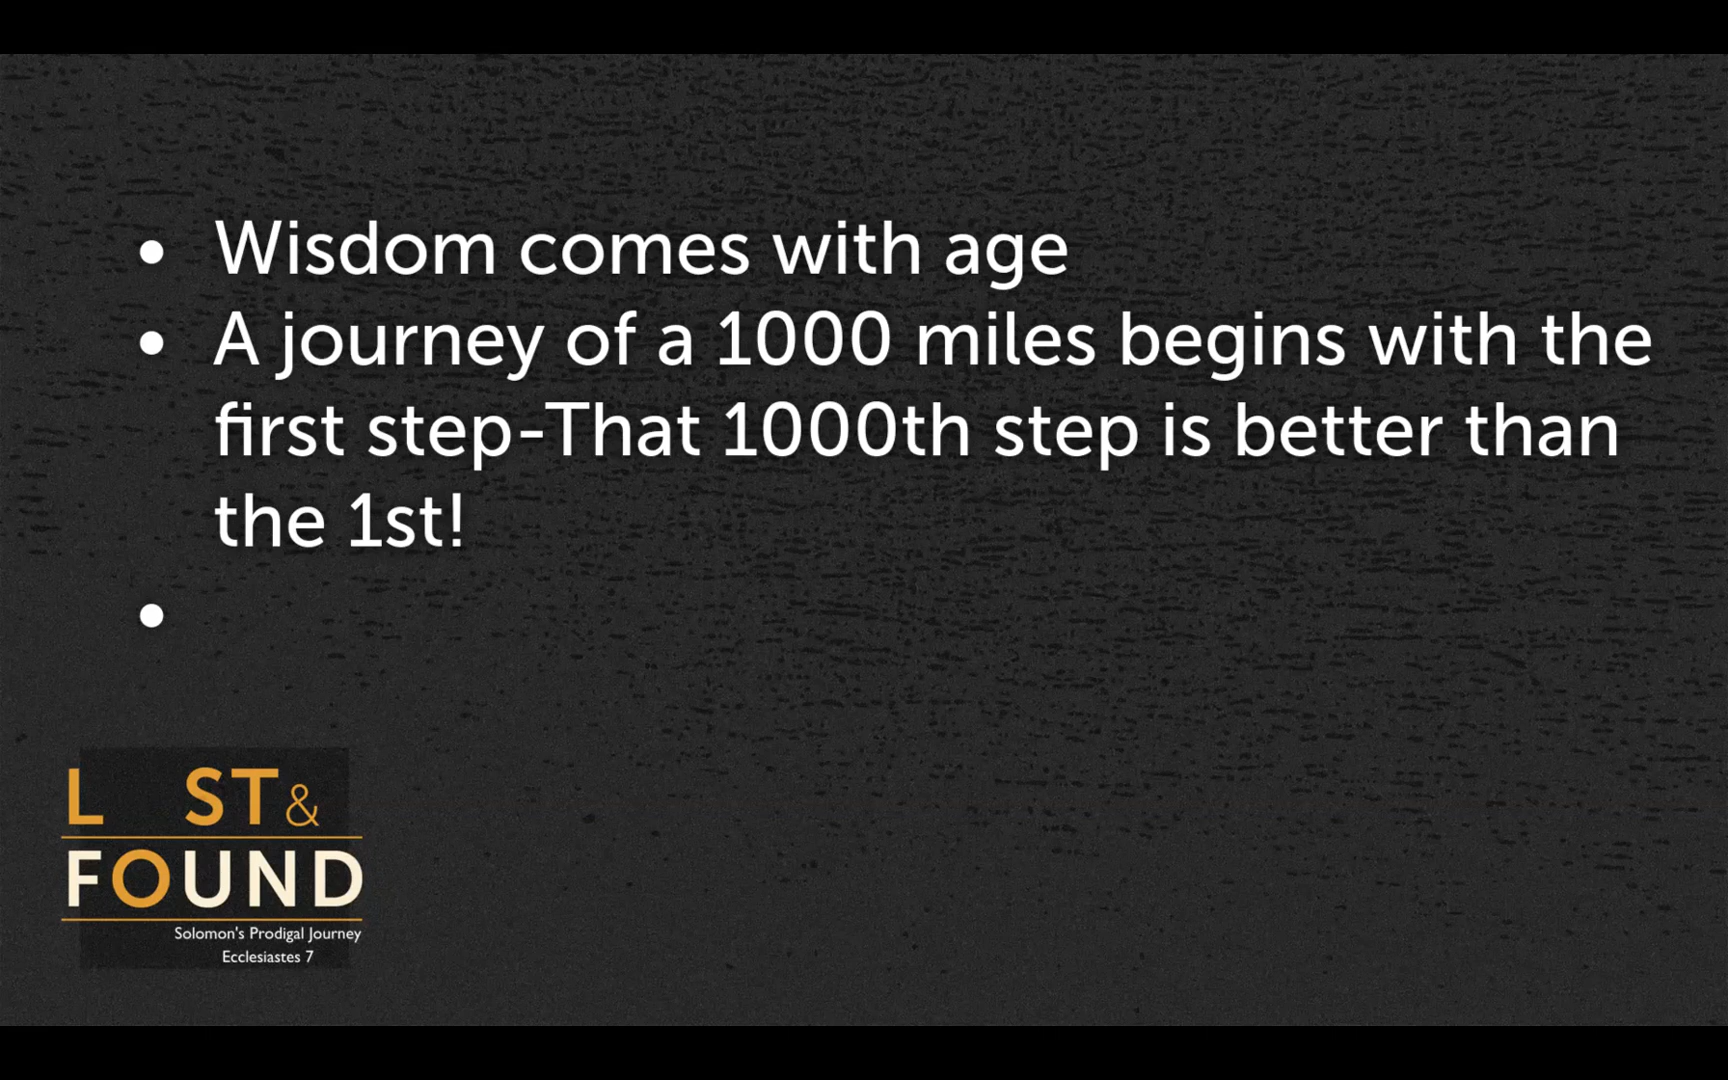 • Wisdom comes with age
• A journey of a 1000 miles begins with the
first step-That 1000th step is better than
the 1st!
•
L ST&
FOUND
Solomon's Prodigal Journey
Ecclesiastes 7